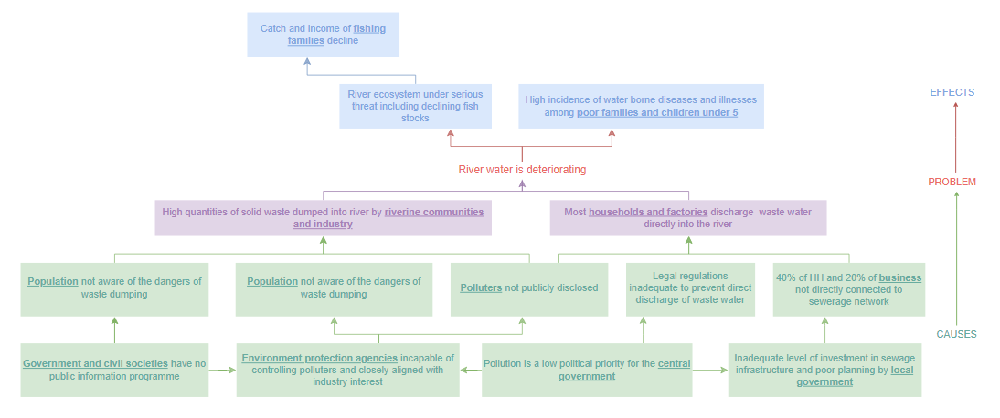 Catch and income of fishing
families decline
River ecosystem under serious
threat including declining fish
stocks
High incidence of water borne diseases and illnesses
among poor families and children under 5
EFFECTS
River water is deteriorating
PROBLEM
High quantities of solid waste dumped into river by riverine communities
and industry
Most households and factories discharge waste water
directly into the river
Population not aware of the dangers of
waste dumping
Population not aware of the dangers of
waste dumping
Polluters not publicly disclosed
Legal regulations
inadequate to prevent direct
discharge of waste water
40% of HH and 20% of business
not directly connected to
sewerage network
CAUSES
Government and civil societies have no
public information programme
Environment protection agencies incapable of
controlling polluters and closely aligned with
industry interest
Pollution is a low political priority for the central
government
Inadequate level of investment in sewage
infrastructure and poor planning by local
government